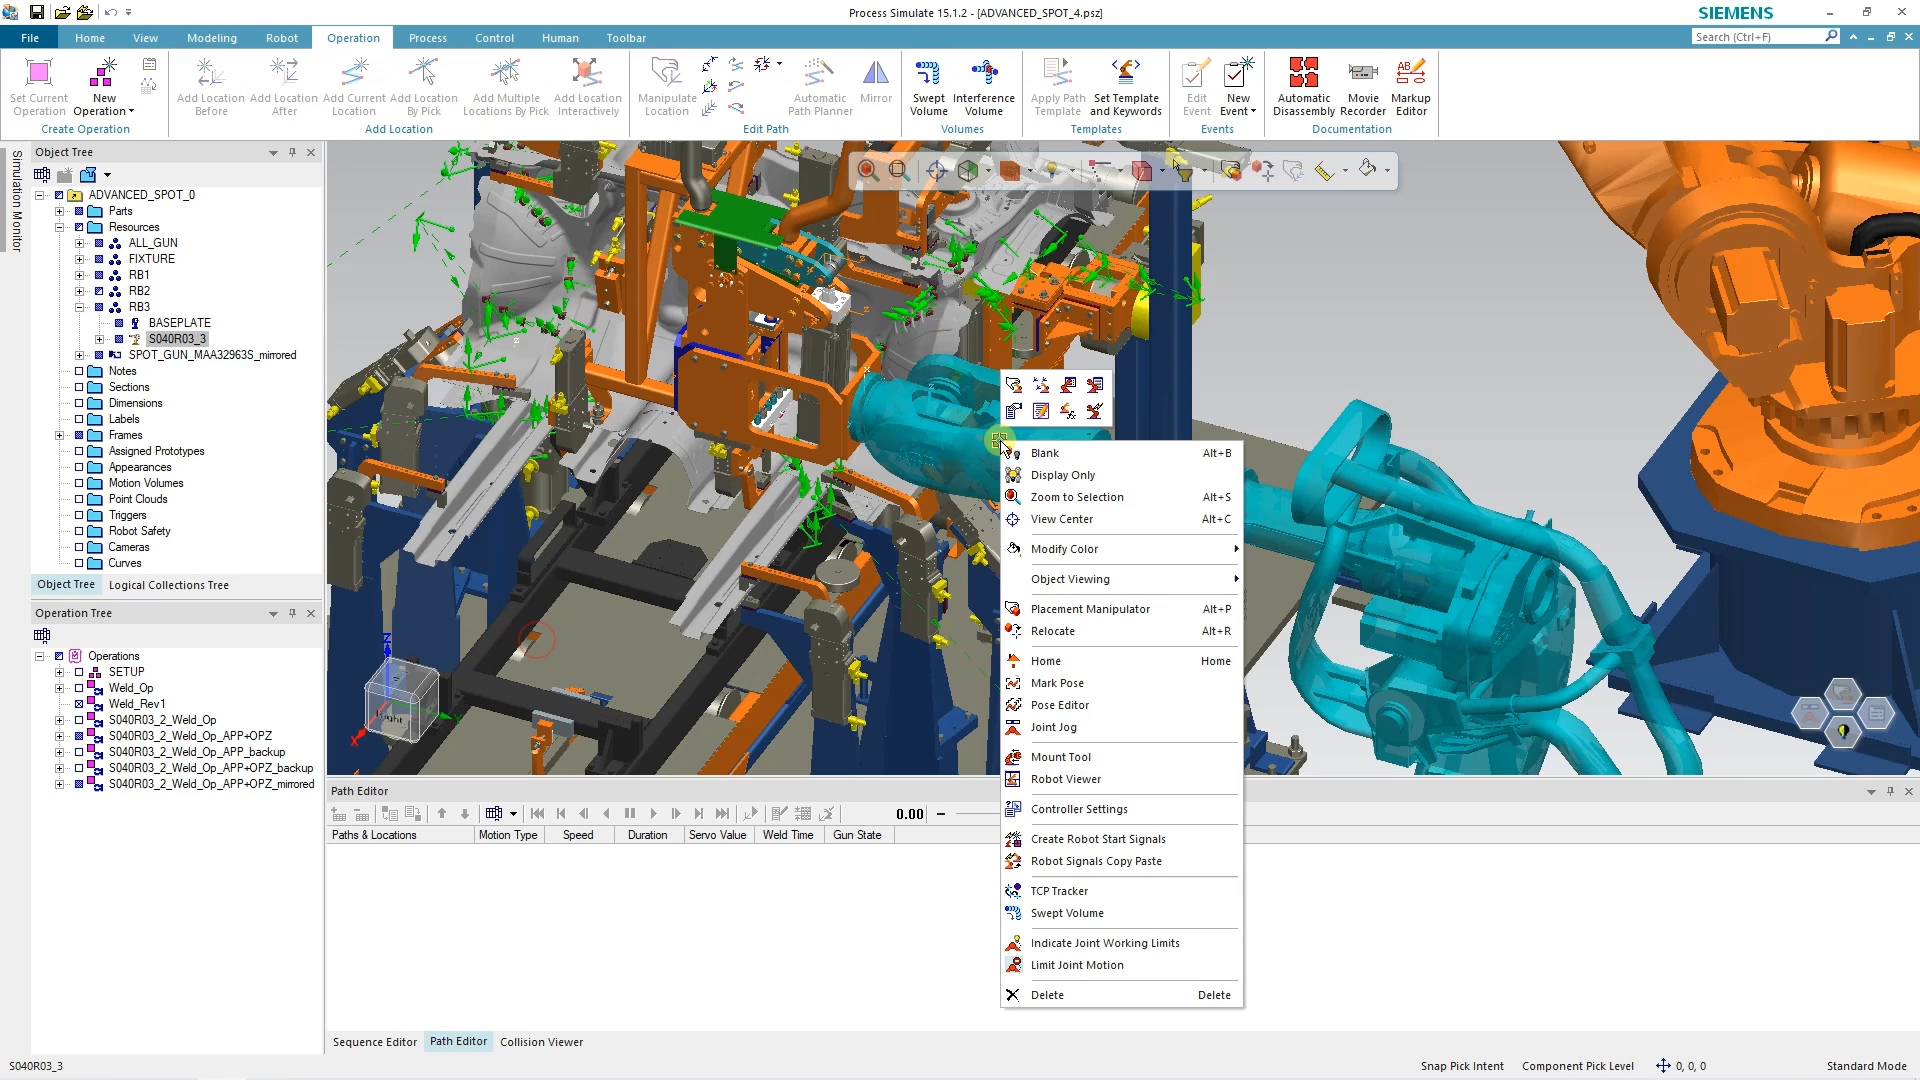 Process Simulate 15.1.2 - [ADVANCED_SPOT_4.psz]
SIEMENS
File Home View Modeling Robot Operation Process Control Human Toolbar
Search (Ctrl+F)
Set Current Operation
New Operation
Create Operation
Add Location Before
Add Location After
Add Current Location
Add Location By Pick
Add Multiple Locations By Pick
Add Location Interactively
Add Location
Manipulate Location
Automatic Path Planner
Mirror
Edit Path
Swept Volume
Interference Volume
Volumes
Apply Path Template
Set Template and Keywords
Templates
Edit Event
New Event
Events
Automatic Disassembly
Movie Recorder
Markup Editor
Documentation
Simulation Monitor
Object Tree
ADVANCED_SPOT_0
Parts
Resources
ALL_GUN
FIXTURE
RB1
RB2
RB3
BASEPLATE
S040R03_3
SPOT_GUN_MAA32963S_mirrored
Notes
Sections
Dimensions
Labels
Frames
Assigned Prototypes
Appearances
Motion Volumes
Point Clouds
Triggers
Robot Safety
Cameras
Curves
Object Tree Logical Collections Tree
Operation Tree
Operations
SETUP
Weld_Op
Weld_Rev1
S040R03_2_Weld_Op
S040R03_2_Weld_Op_APP+OPZ
S040R03_2_Weld_Op_APP_backup
S040R03_2_Weld_Op_APP+OPZ_backup
S040R03_2_Weld_Op_APP+OPZ_mirrored
Z
X
Y
Right
Blank Alt+B
Display Only
Zoom to Selection Alt+S
View Center Alt+C
Modify Color
Object Viewing
Placement Manipulator Alt+P
Relocate Alt+R
Home Home
Mark Pose
Pose Editor
Joint Jog
Mount Tool
Robot Viewer
Controller Settings
Create Robot Start Signals
Robot Signals Copy Paste
TCP Tracker
Swept Volume
Indicate Joint Working Limits
Limit Joint Motion
Delete Delete
Path Editor
0.00
Paths & Locations Motion Type Speed Duration Servo Value Weld Time Gun State
Sequence Editor Path Editor Collision Viewer
S040R03_3
Snap Pick Intent Component Pick Level 0, 0, 0 Standard Mode